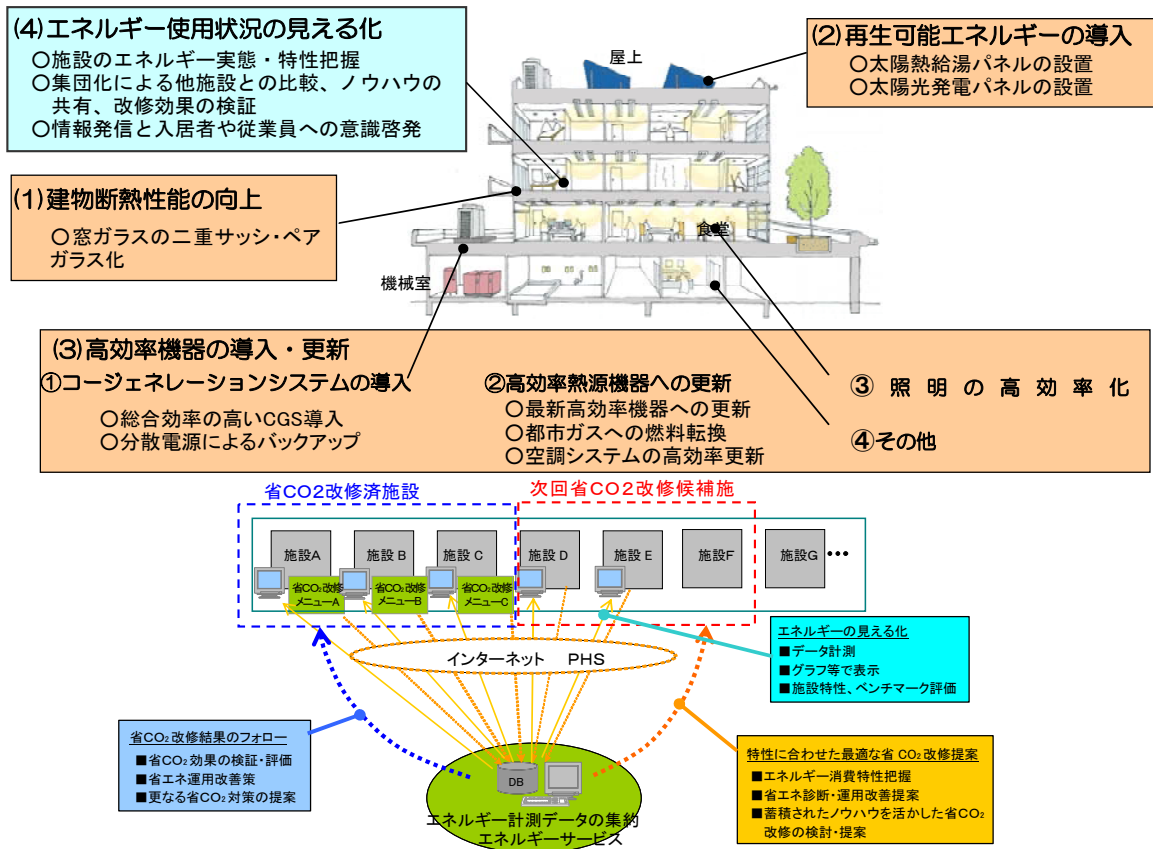 (4)エネルギー使用状況の見える化
○施設のエネルギー実態・特性把握
○集団化による他施設との比較、ノウハウの
共有、改修効果の検証
○情報発信と入居者や従業員への意識啓発
屋上
(2)再生可能エネルギーの導入
○太陽熱給湯パネルの設置
○太陽光発電パネルの設置
(1)建物断熱性能の向上
○窓ガラスの二重サッシ・ペア
ガラス化
食堂
機械室
(3)高効率機器の導入・更新
①コージェネレーションシステムの導入
○総合効率の高いCGS導入
○分散電源によるバックアップ
②高効率熱源機器への更新
○最新高効率機器への更新
○都市ガスへの燃料転換
○空調システムの高効率更新
③照明の高効率化
④その他
省CO2改修済施設
次回省CO2改修候補施
施設A
施設B
施設C
施設D
施設E
施設F
施設G
•••
省CO₂改修
メニューA
省CO₂改修
メニューB
省CO₂改修
メニューC
インターネット PHS
エネルギーの見える化
■データ計測
■グラフ等で表示
■施設特性、ベンチマーク評価
省CO₂改修結果のフォロー
■省CO₂効果の検証・評価
■省エネ運用改善策
■更なる省CO₂対策の提案
DB
エネルギー計測データの集約
エネルギーサービス
特性に合わせた最適な省CO₂改修提案
■エネルギー消費特性把握
■省エネ診断・運用改善提案
■蓄積されたノウハウを活かした省CO₂
改修の検討・提案